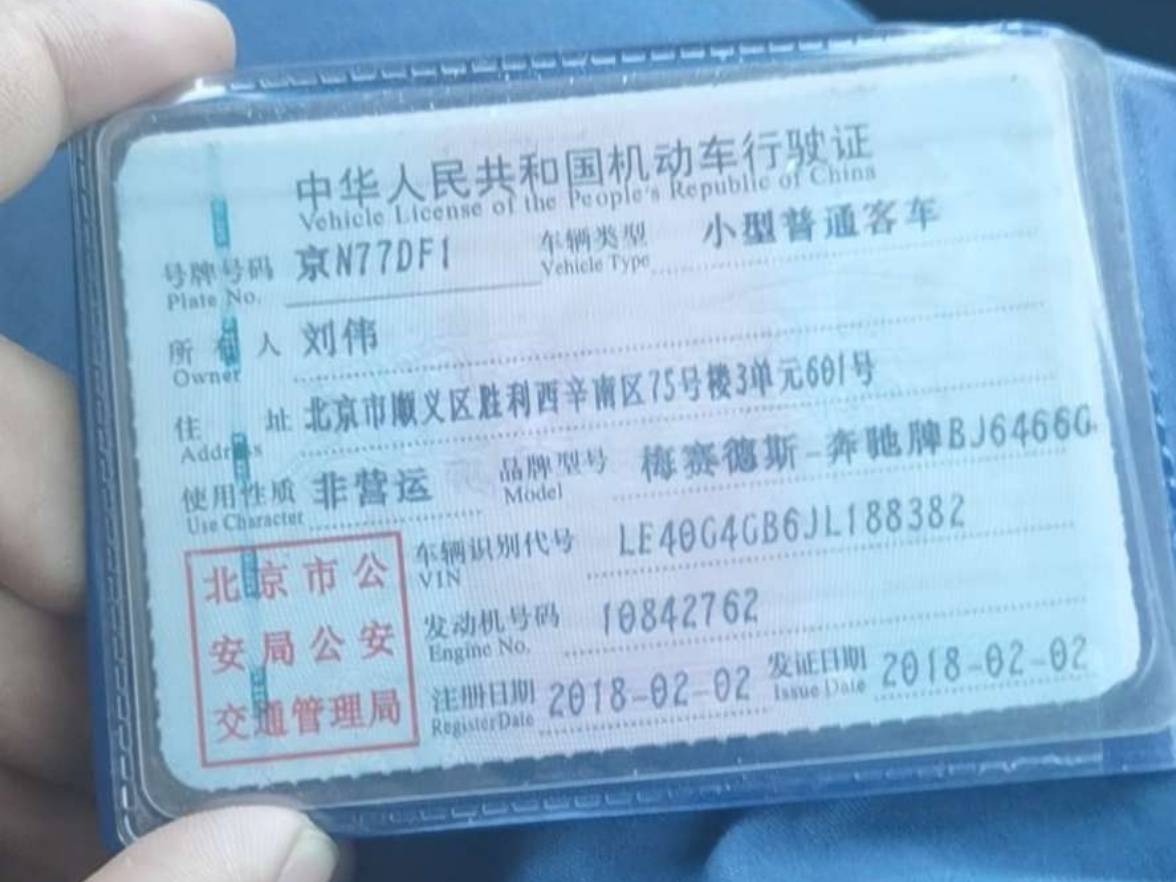 中华人民共和国机动车行驶证
Vehicle License of the People's Republic of China
号牌号码 京N77DF1 车辆类型 小型普通客车
Plate No. Vehicle Type
所有人 刘伟
Owner
住址 北京市顺义区胜利西辛南区75号楼3单元601号
Address
使用性质 非营运 品牌型号 梅赛德斯-奔驰牌BJ6466G
Use Character Model
车辆识别代号 LE40G4GB6JL188382
VIN
发动机号码 10842762
Engine No.
注册日期 2018-02-02 发证日期 2018-02-02
Register Date Issue Date
北京市公
安局公安
交通管理局